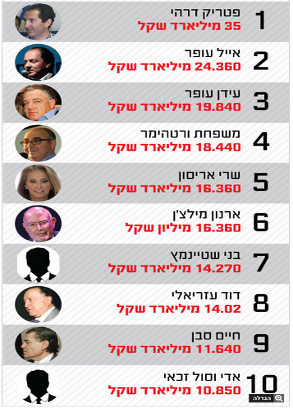 1
פטריק דרהי
35 מיליארד שקל
2
אייל עופר
24.360 מיליארד שקל
3
עידן עופר
19.840 מיליארד שקל
4
משפחת ורטהימר
18.440 מיליארד שקל
5
שרי אריסון
16.360 מיליארד שקל
6
ארנון מילצ'ן
16.360 מיליון שקל
7
בני שטיינמץ
14.270 מיליארד שקל
8
דוד עזריאלי
14.02 מיליארד שקל
9
חיים סבן
11.640 מיליארד שקל
10
אדי וסול זכאי
10.850 מיליארד שקל
הגדלה